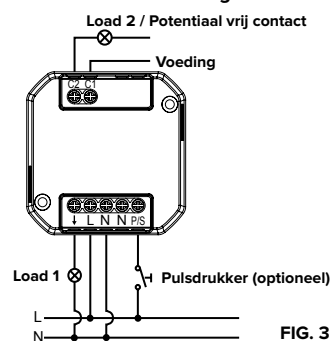 Load 2 / Potentiaal vrij contact
Voeding
C2 C1
↓ L N N P/S
Load 1
Pulsdrukker (optioneel)
L
N
FIG. 3